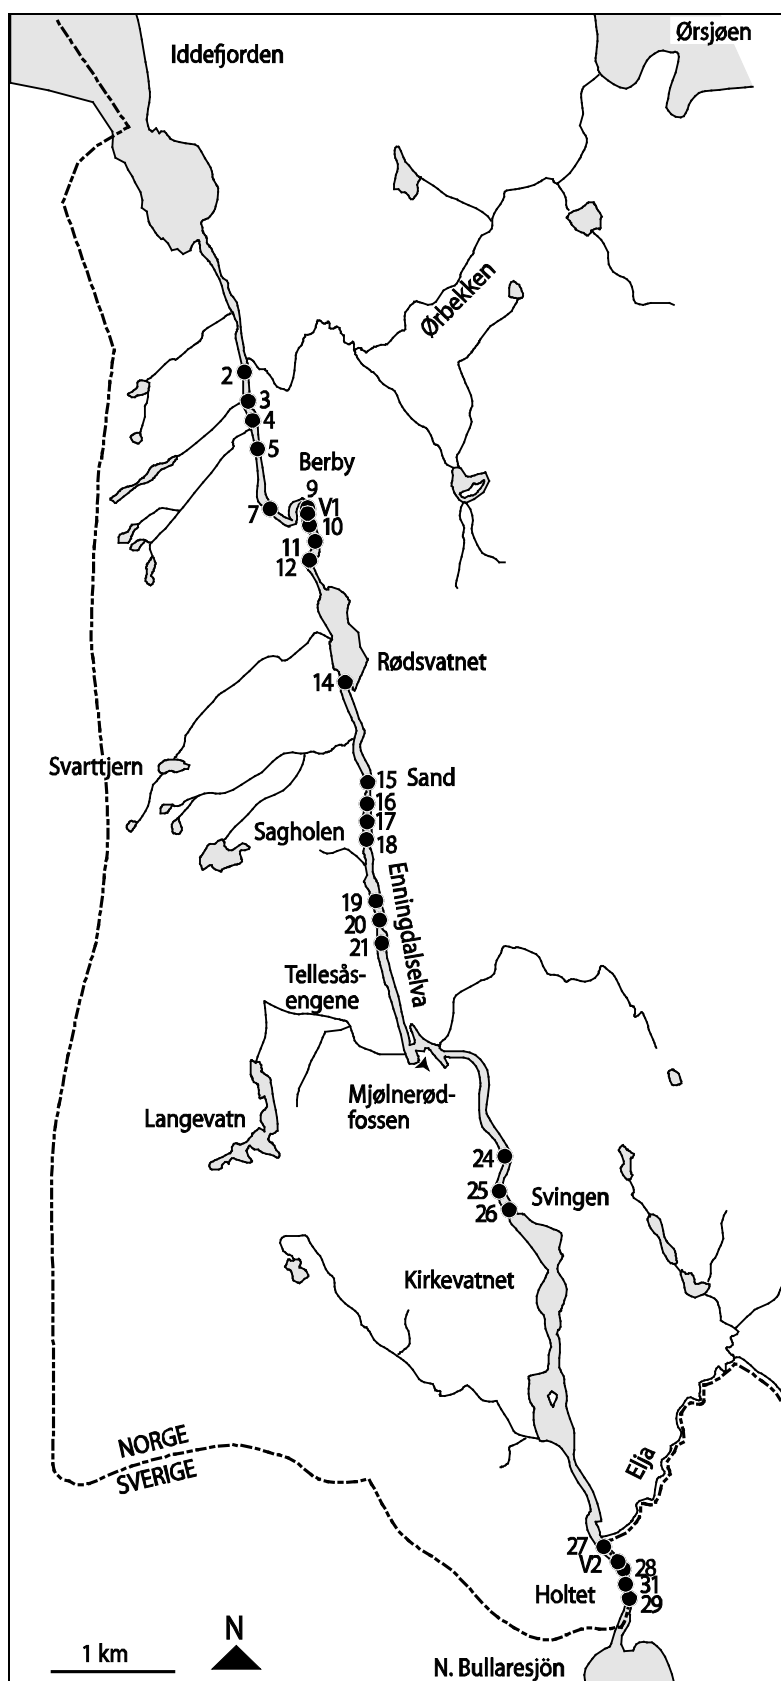 Ørsjøen
Iddefjorden
Ørbekken
2
3
4
5
Berby
9
7
V1
10
11
12
Rødsvatnet
14
Svarttjern
15
Sand
16
17
Sagholen
18
Enningdalselva
19
20
21
Tellesås-
engene
Mjølnerød-
fossen
Langevatn
24
25
Svingen
26
Kirkevatnet
NORGE
SVERIGE
Elja
27
V2
28
31
Holtet
29
N
1 km
N. Bullaresjön